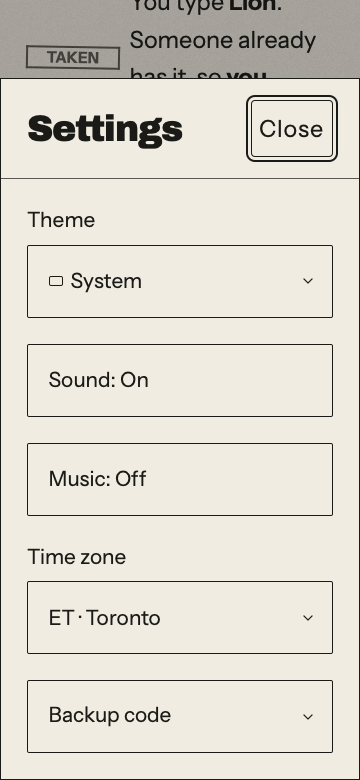 You type Lion.
Someone already
TAKEN
has it, so you
Settings
Close
Theme
System
Sound: On
Music: Off
Time zone
ET · Toronto
Backup code